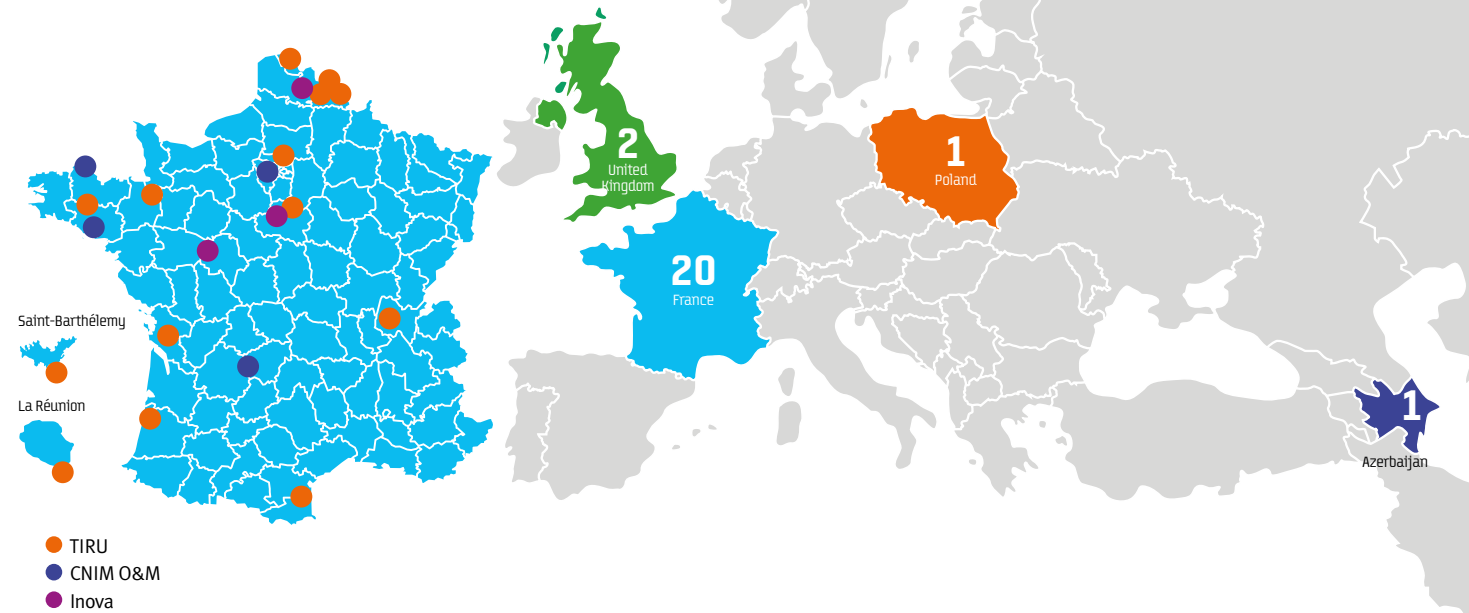 Saint-Barthélemy
La Réunion
TIRU
CNIM O&M
Inova
2
United
Kingdom
1
Poland
20
France
1
Azerbaijan